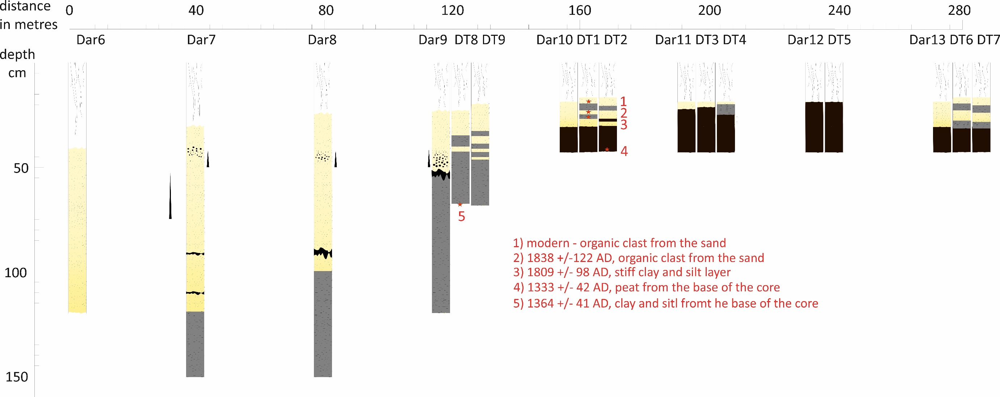 distance 0 40 80 120 160 200 240 280
in metres
Dar6 Dar7 Dar8 Dar9 DT8 DT9 Dar10 DT1 DT2 Dar11 DT3 DT4 Dar12 DT5 Dar13 DT6 DT7
depth
cm
1
2
3
4
50
5
1) modern - organic clast from the sand
2) 1838 +/-122 AD, organic clast from the sand
3) 1809 +/- 98 AD, stiff clay and silt layer
100
4) 1333 +/- 42 AD, peat from the base of the core
5) 1364 +/- 41 AD, clay and sitl fromt he base of the core
150